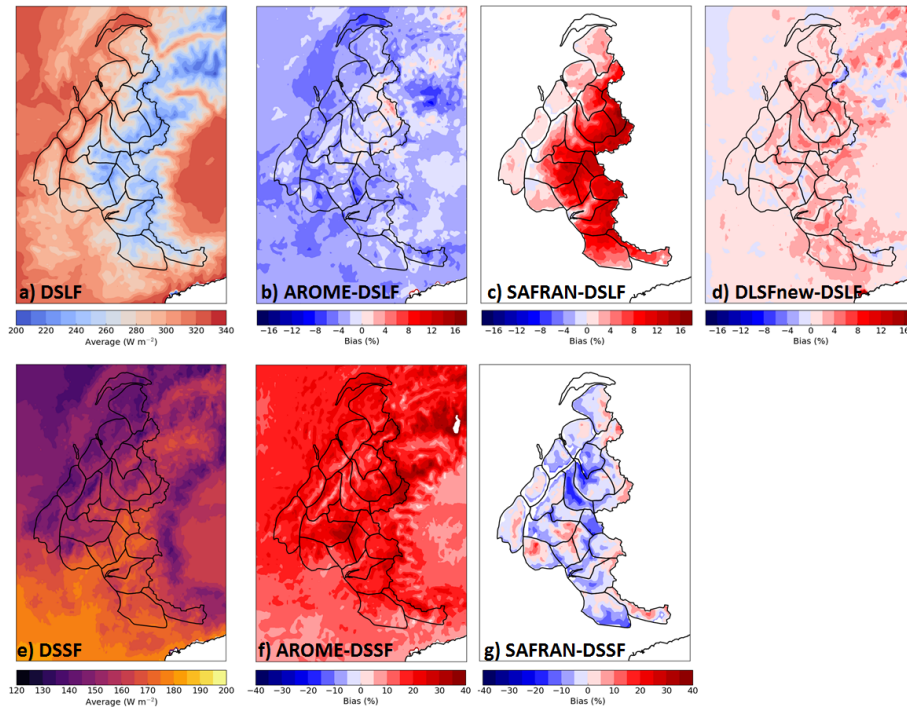 a) DSLF
b) AROME-DSLF
c) SAFRAN-DSLF
d) DLSFnew-DSLF
200 220 240 260 280 300 320 340
Average (W m⁻²)
−16 −12 −8 −4 0 4 8 12 16
Bias (%)
−16 −12 −8 −4 0 4 8 12 16
Bias (%)
−16 −12 −8 −4 0 4 8 12 16
Bias (%)
e) DSSF
f) AROME-DSSF
g) SAFRAN-DSSF
120 130 140 150 160 170 180 190 200
Average (W m⁻²)
−40 −30 −20 −10 0 10 20 30 40
Bias (%)
−40 −30 −20 −10 0 10 20 30 40
Bias (%)